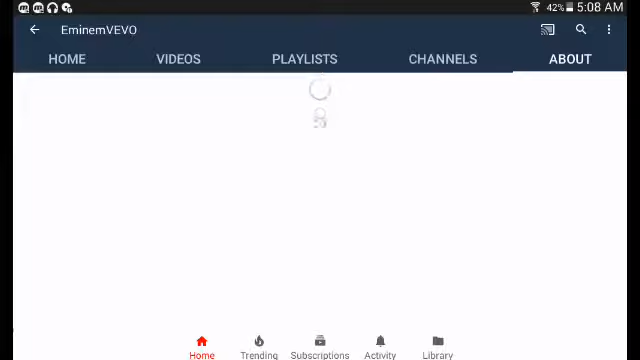 42% 5:08 AM
EminemVEVO
HOME VIDEOS PLAYLISTS CHANNELS ABOUT
Home Trending Subscriptions Activity Library